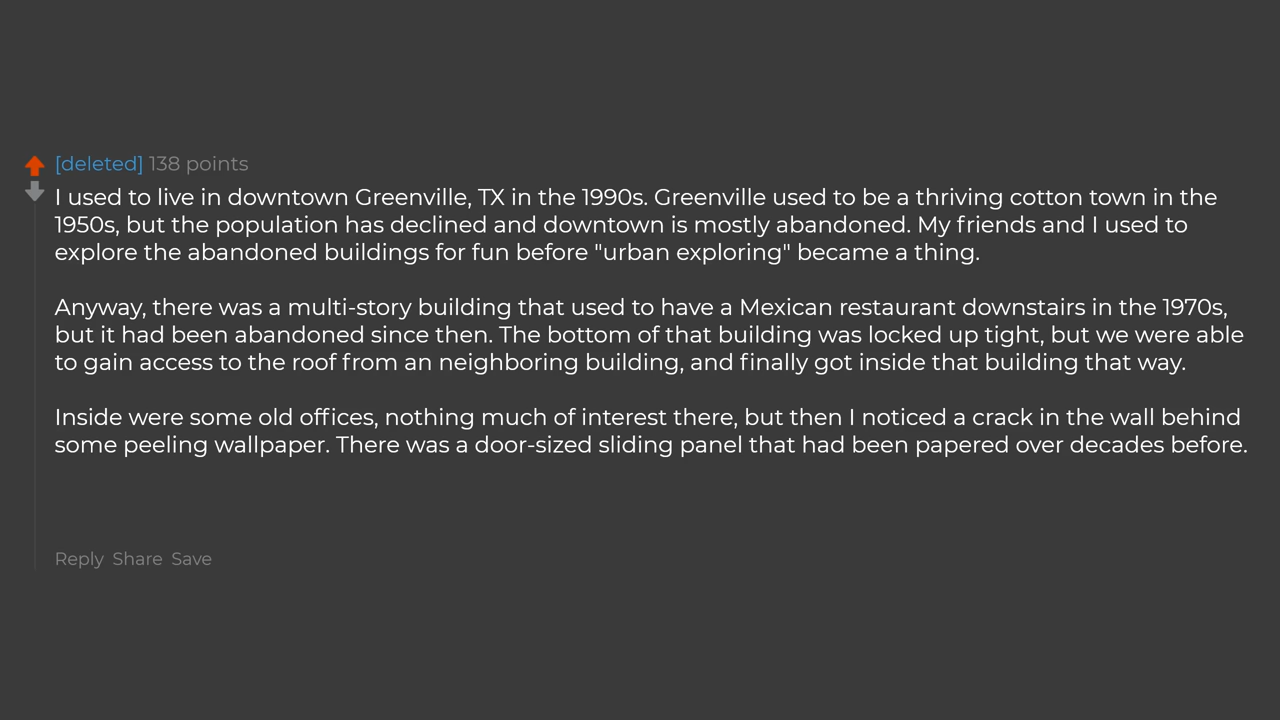 [deleted] 138 points
I used to live in downtown Greenville, TX in the 1990s. Greenville used to be a thriving cotton town in the
1950s, but the population has declined and downtown is mostly abandoned. My friends and I used to
explore the abandoned buildings for fun before "urban exploring" became a thing.
Anyway, there was a multi-story building that used to have a Mexican restaurant downstairs in the 1970s,
but it had been abandoned since then. The bottom of that building was locked up tight, but we were able
to gain access to the roof from an neighboring building, and finally got inside that building that way.
Inside were some old offices, nothing much of interest there, but then I noticed a crack in the wall behind
some peeling wallpaper. There was a door-sized sliding panel that had been papered over decades before.
Reply Share Save